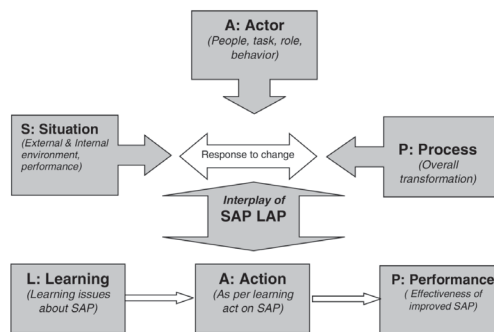 A: Actor
(People, task, role,
behavior)
S: Situation
(External & Internal
environment,
performance)
Response to change
P: Process
(Overall
transformation)
Interplay of
SAP LAP
L: Learning
(Learning issues
about SAP)
A: Action
(As per learning
act on SAP)
P: Performance
( Effectiveness of
improved SAP)